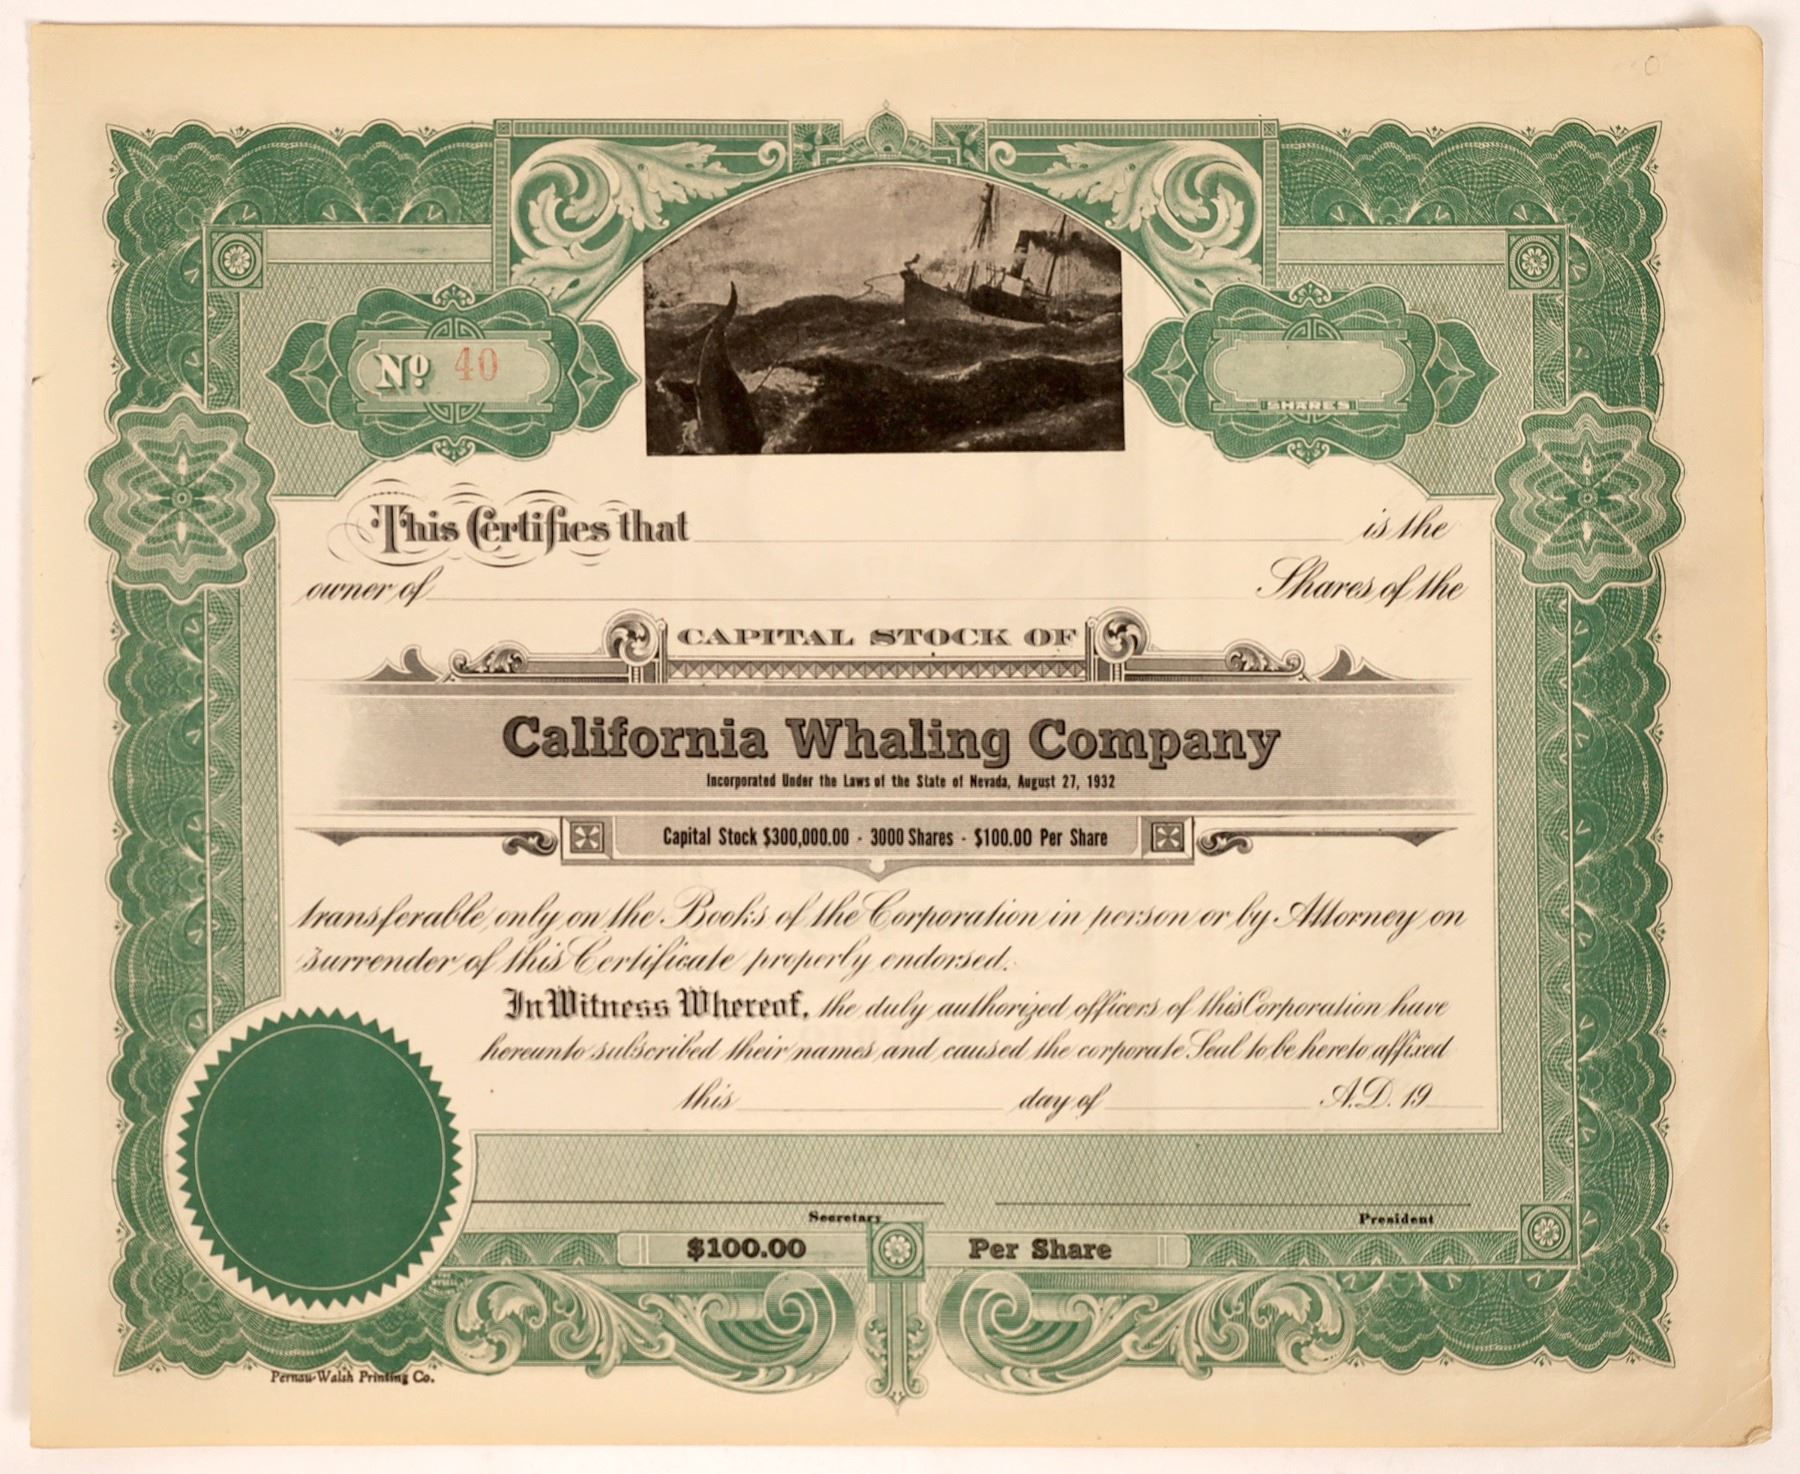 0
No 40
SHARES
This Certifies that is the
owner of Shares of the
CAPITAL STOCK OF
California Whaling Company
Incorporated Under the Laws of the State of Nevada, August 27, 1932
Capital Stock $300,000.00 - 3000 Shares - $100.00 Per Share
transferable only on the Books of the Corporation in person or by Attorney on
surrender of this Certificate properly endorsed.
In Witness Whereof, the duly authorized officers of this Corporation have
hereunto subscribed their names and caused the corporate Seal to be hereto affixed
this day of A.D. 19
Secretary President
$100.00 Per Share
Pernau-Walsh Printing Co.